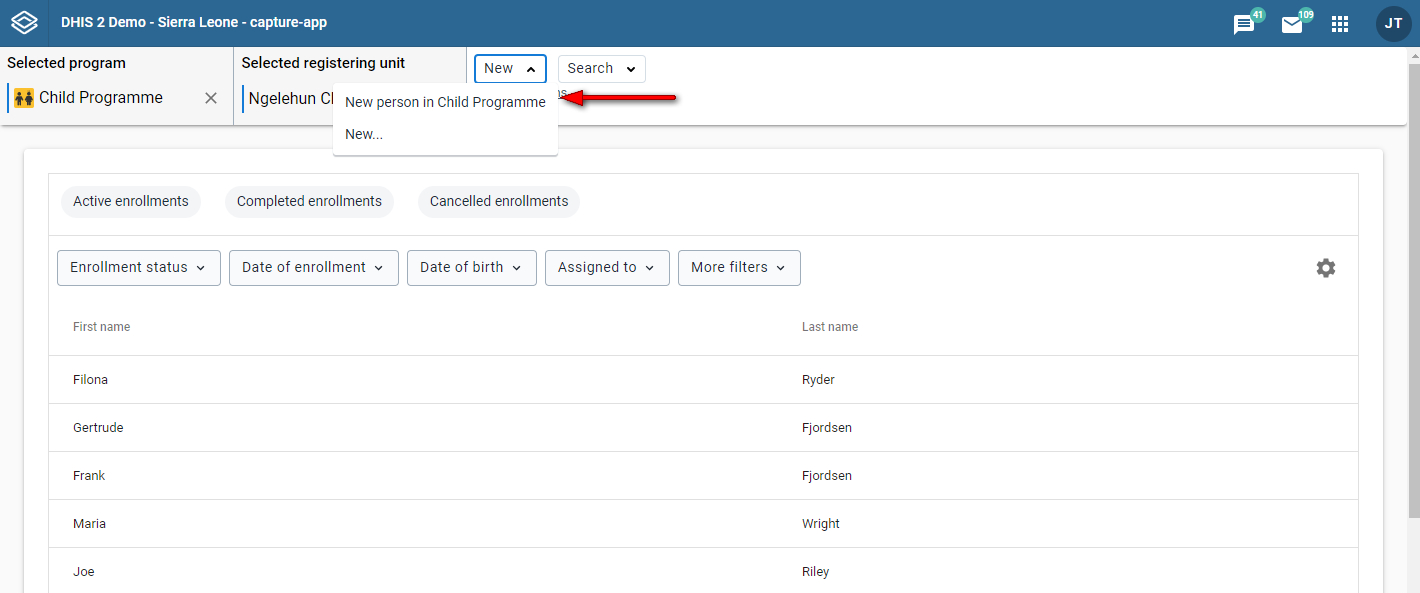 DHIS 2 Demo - Sierra Leone - capture-app
41
109
JT
Selected program
Child Programme
Selected registering unit
Ngelehun
New
Search
New person in Child Programme
New...
Active enrollments
Completed enrollments
Cancelled enrollments
Enrollment status
Date of enrollment
Date of birth
Assigned to
More filters
First name Last name
Filona Ryder
Gertrude Fjordsen
Frank Fjordsen
Maria Wright
Joe Riley